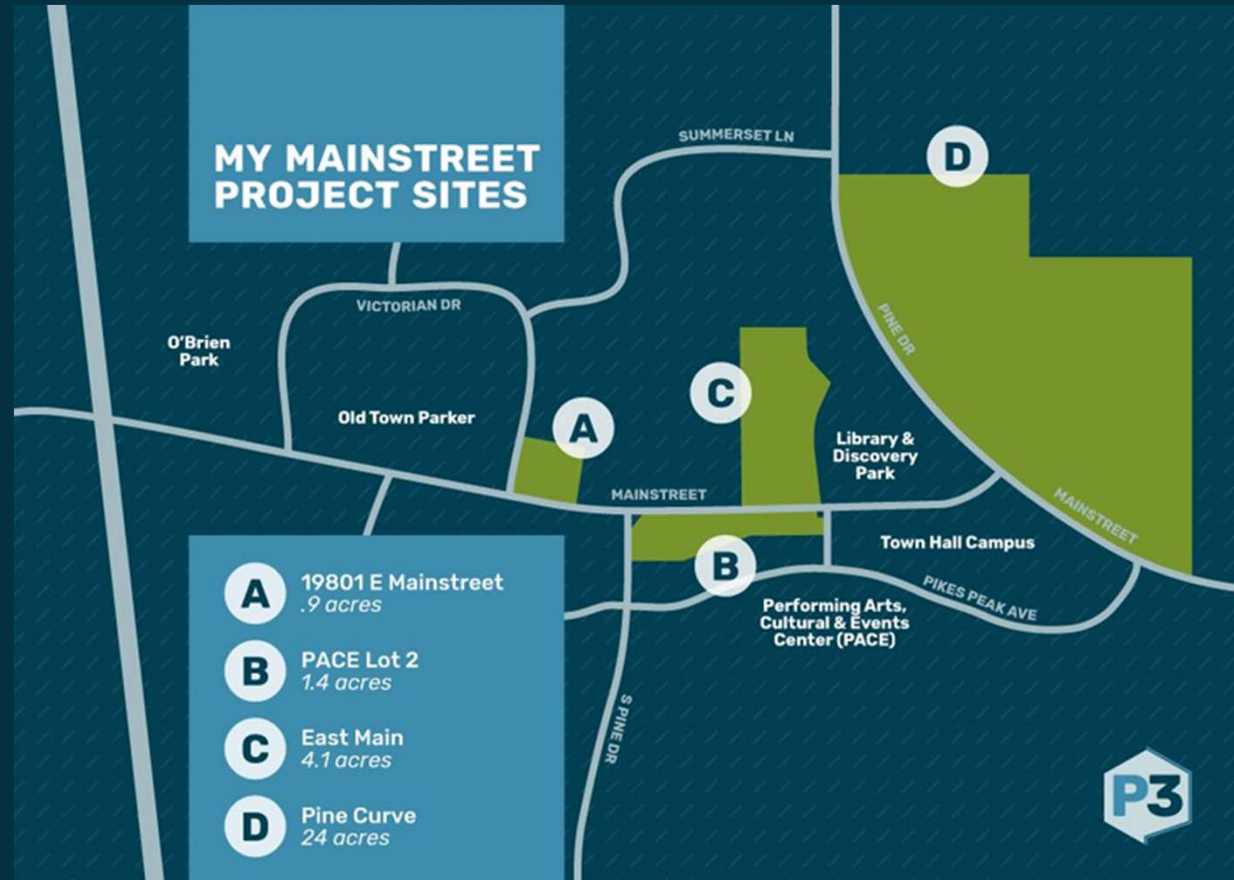 MY MAINSTREET
PROJECT SITES
SUMMERSET LN
D
VICTORIAN DR
O'Brien
Park
PINE DR
Old Town Parker
A
C
Library &
Discovery
Park
MAINSTREET
MAINSTREET
Town Hall Campus
B
PIKES PEAK AVE
Performing Arts,
Cultural & Events
Center (PACE)
S PINE DR
A
19801 E Mainstreet
.9 acres
B
PACE Lot 2
1.4 acres
C
East Main
4.1 acres
D
Pine Curve
24 acres
P3